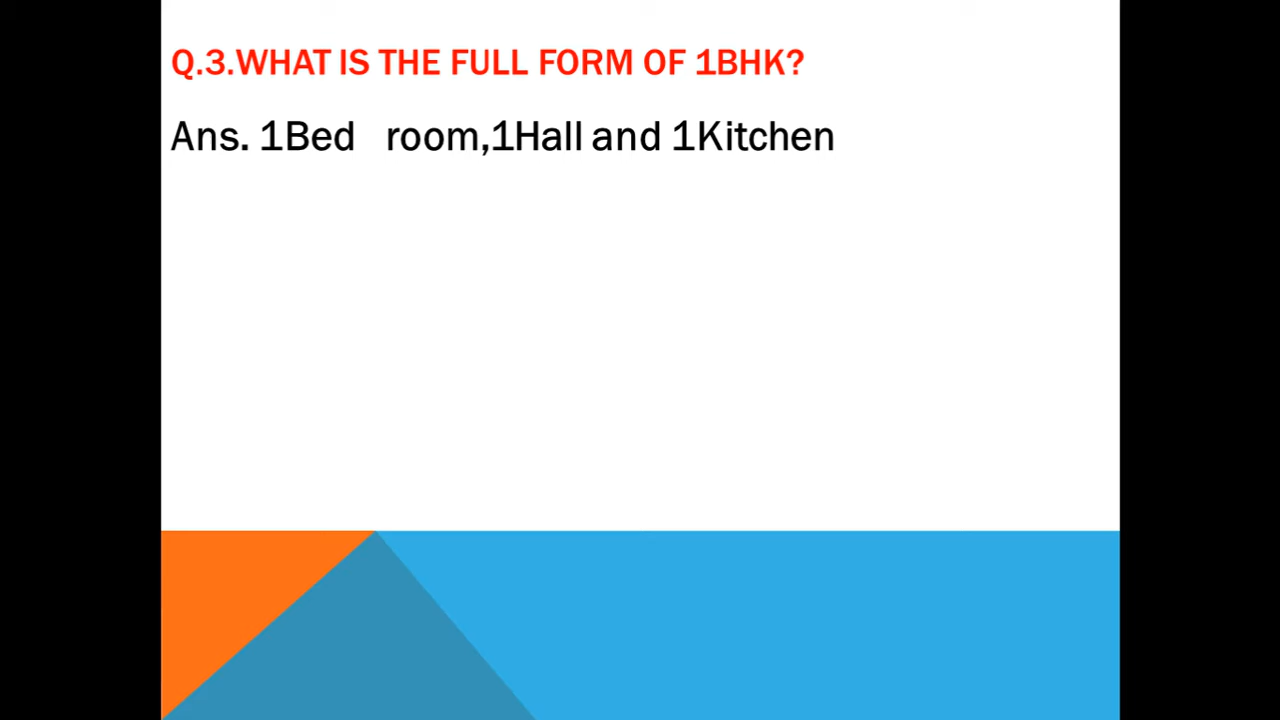 Q.3.WHAT IS THE FULL FORM OF 1BHK?
Ans. 1Bed room,1Hall and 1Kitchen